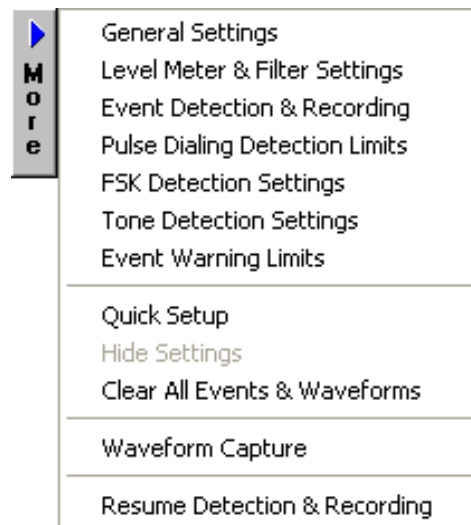 More
General Settings
Level Meter & Filter Settings
Event Detection & Recording
Pulse Dialing Detection Limits
FSK Detection Settings
Tone Detection Settings
Event Warning Limits
Quick Setup
Hide Settings
Clear All Events & Waveforms
Waveform Capture
Resume Detection & Recording